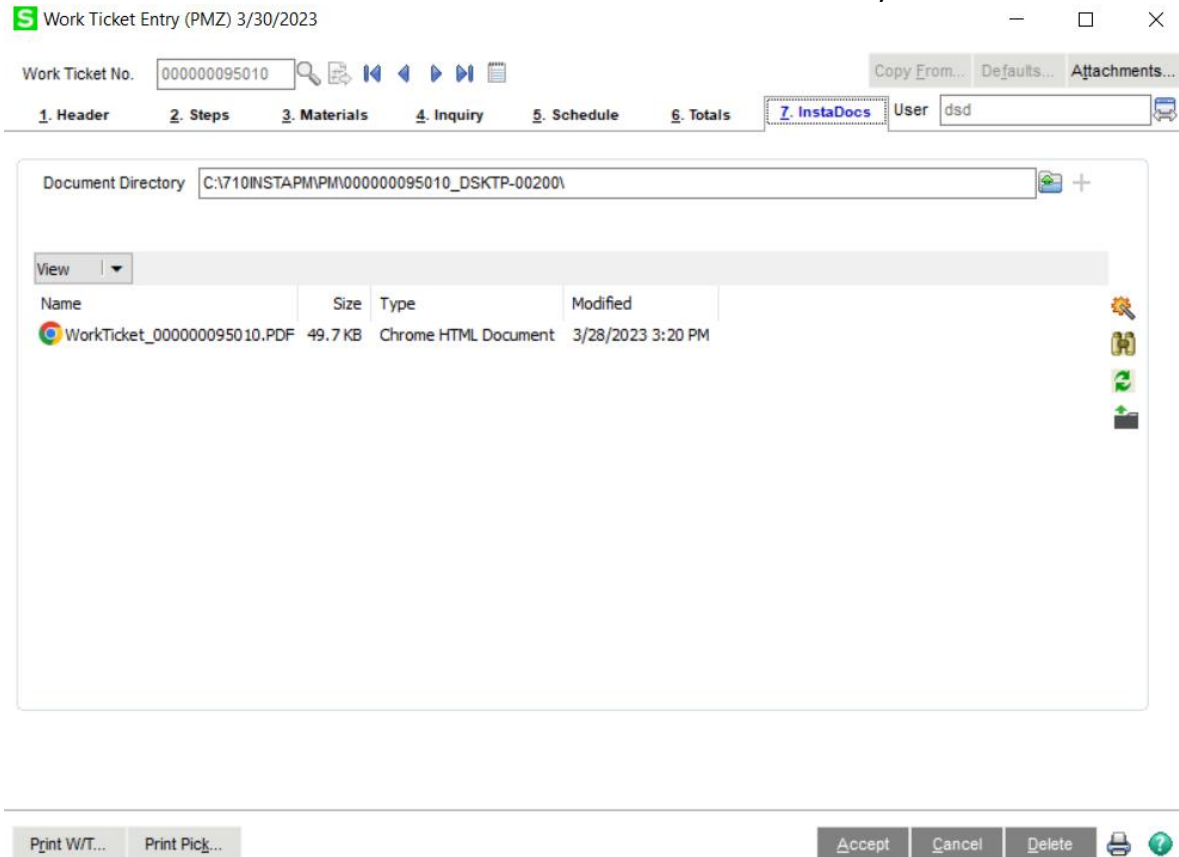 S Work Ticket Entry (PMZ) 3/30/2023
Work Ticket No. 000000095010 Copy From... Defaults... Attachments...
1. Header 2. Steps 3. Materials 4. Inquiry 5. Schedule 6. Totals 7. InstaDocs User dsd
Document Directory C:\710INSTAPM\PM\000000095010_DSKTP-00200\
View
Name Size Type Modified
WorkTicket_000000095010.PDF 49.7 KB Chrome HTML Document 3/28/2023 3:20 PM
Print W/T... Print Pick... Accept Cancel Delete ?